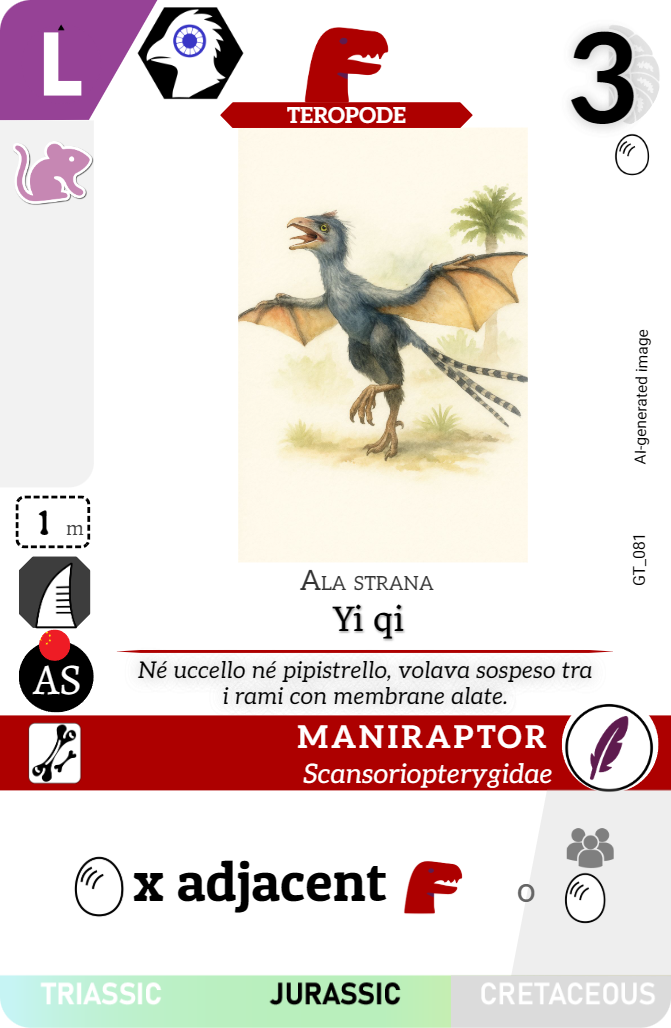 L
3
TEROPODE
AI-generated image
GT_081
1 m
AS
Ala strana
Yi qi
Né uccello né pipistrello, volava sospeso tra
i rami con membrane alate.
MANIRAPTOR
Scansoriopterygidae
x adjacent
o
TRIASSIC JURASSIC CRETACEOUS